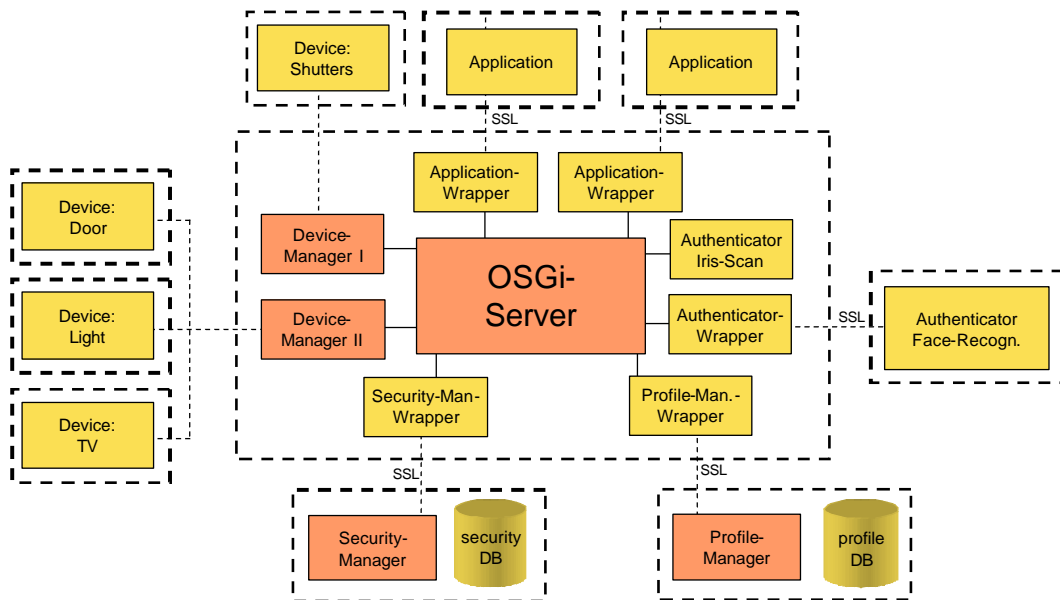 Device:
Shutters
Application
Application
SSL
SSL
Application-
Wrapper
Application-
Wrapper
Device:
Door
Device-
Manager I
OSGi-
Server
Authenticator
Iris-Scan
Device:
Light
Device-
Manager II
Authenticator-
Wrapper
SSL
Authenticator
Face-Recogn.
Device:
TV
Security-Man-
Wrapper
Profile-Man.-
Wrapper
SSL
SSL
Security-
Manager
security
DB
Profile-
Manager
profile
DB